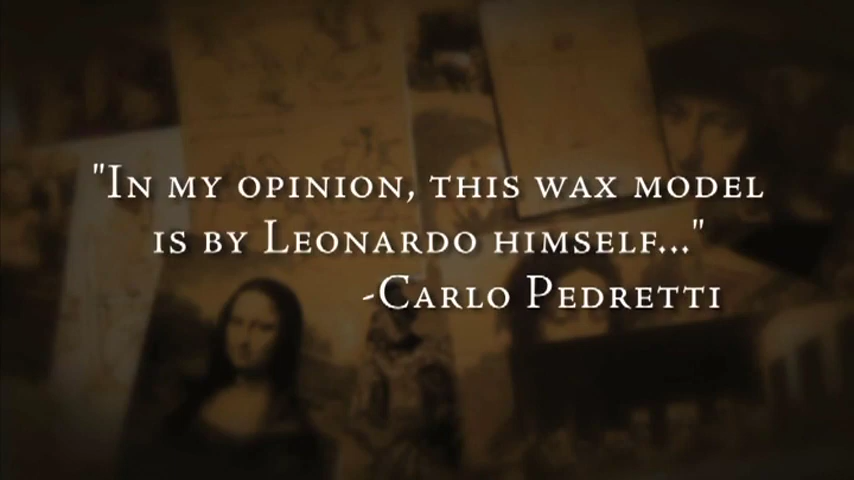 "In my opinion, this wax model
is by Leonardo himself..."
-Carlo Pedretti